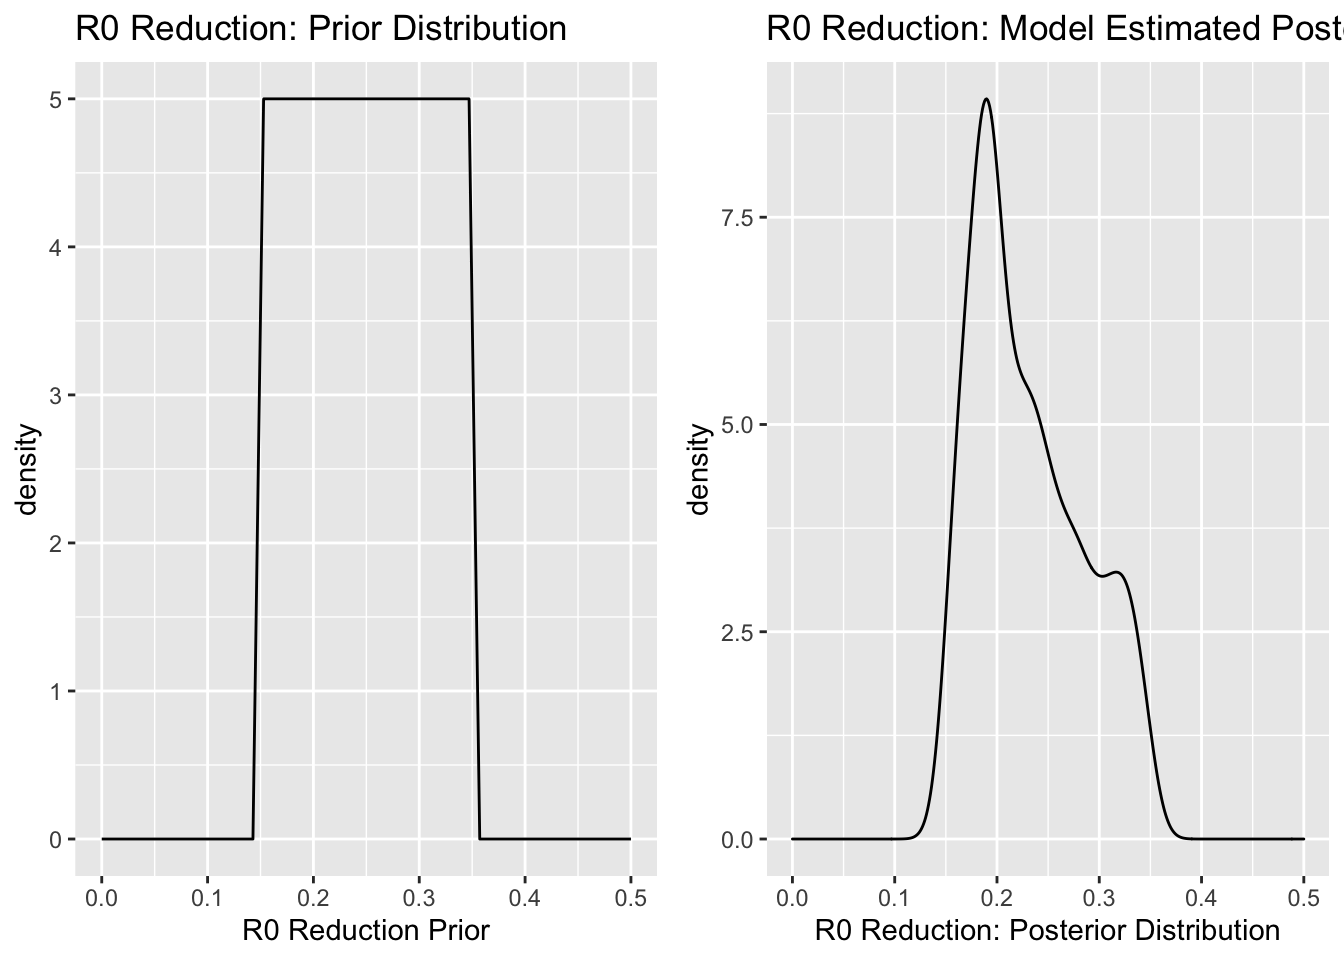 R0 Reduction: Prior Distribution
5
4
3
2
1
0
density
0.0 0.1 0.2 0.3 0.4 0.5
R0 Reduction Prior
R0 Reduction: Model Estimated Poste
7.5
5.0
2.5
0.0
density
0.0 0.1 0.2 0.3 0.4 0.5
R0 Reduction: Posterior Distribution